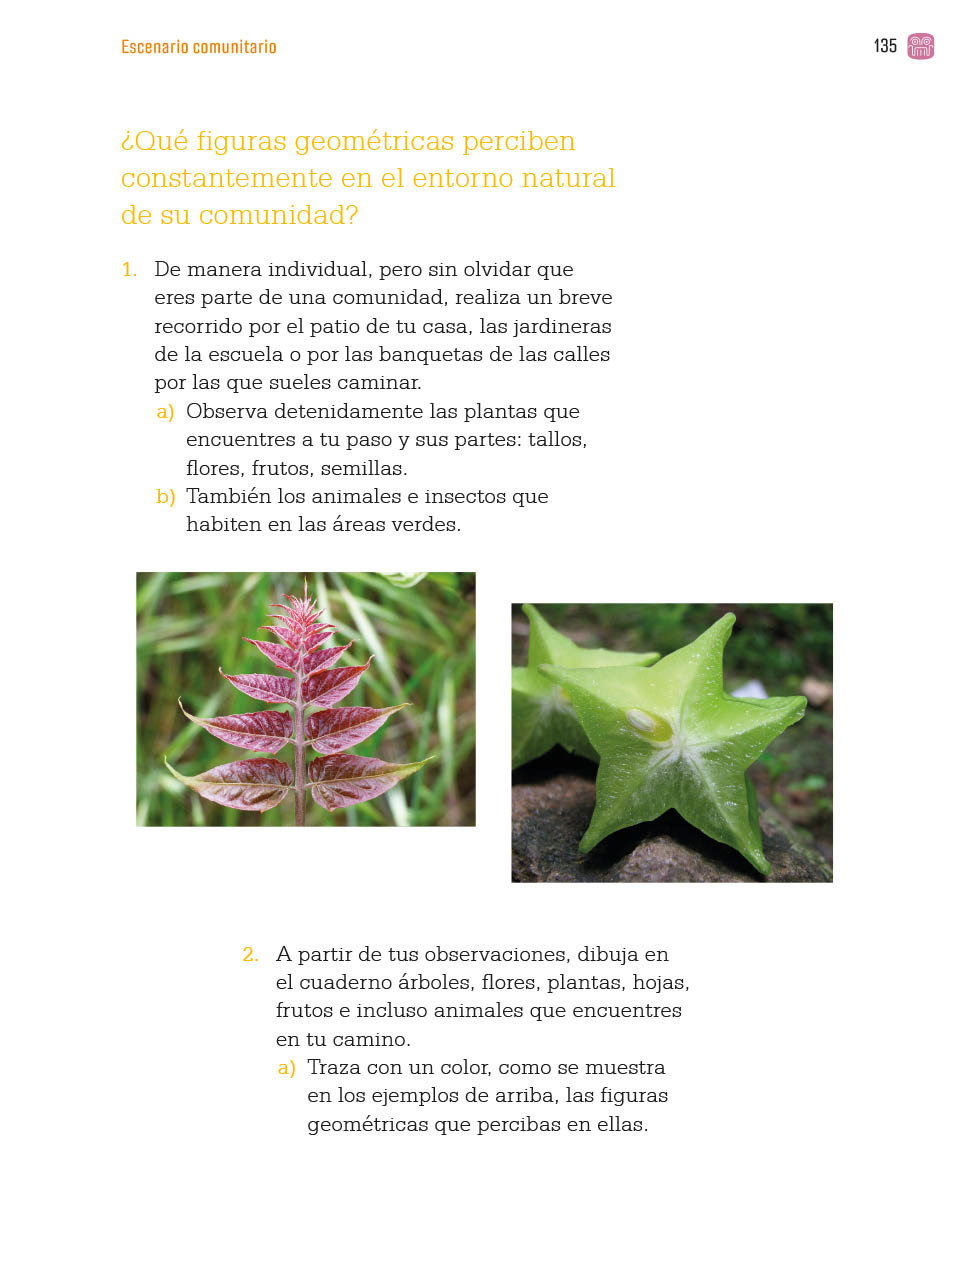 Escenario comunitario
135
¿Qué figuras geométricas perciben
constantemente en el entorno natural
de su comunidad?
1. De manera individual, pero sin olvidar que
eres parte de una comunidad, realiza un breve
recorrido por el patio de tu casa, las jardineras
de la escuela o por las banquetas de las calles
por las que sueles caminar.
a) Observa detenidamente las plantas que
encuentres a tu paso y sus partes: tallos,
flores, frutos, semillas.
b) También los animales e insectos que
habiten en las áreas verdes.
2. A partir de tus observaciones, dibuja en
el cuaderno árboles, flores, plantas, hojas,
frutos e incluso animales que encuentres
en tu camino.
a) Traza con un color, como se muestra
en los ejemplos de arriba, las figuras
geométricas que percibas en ellas.